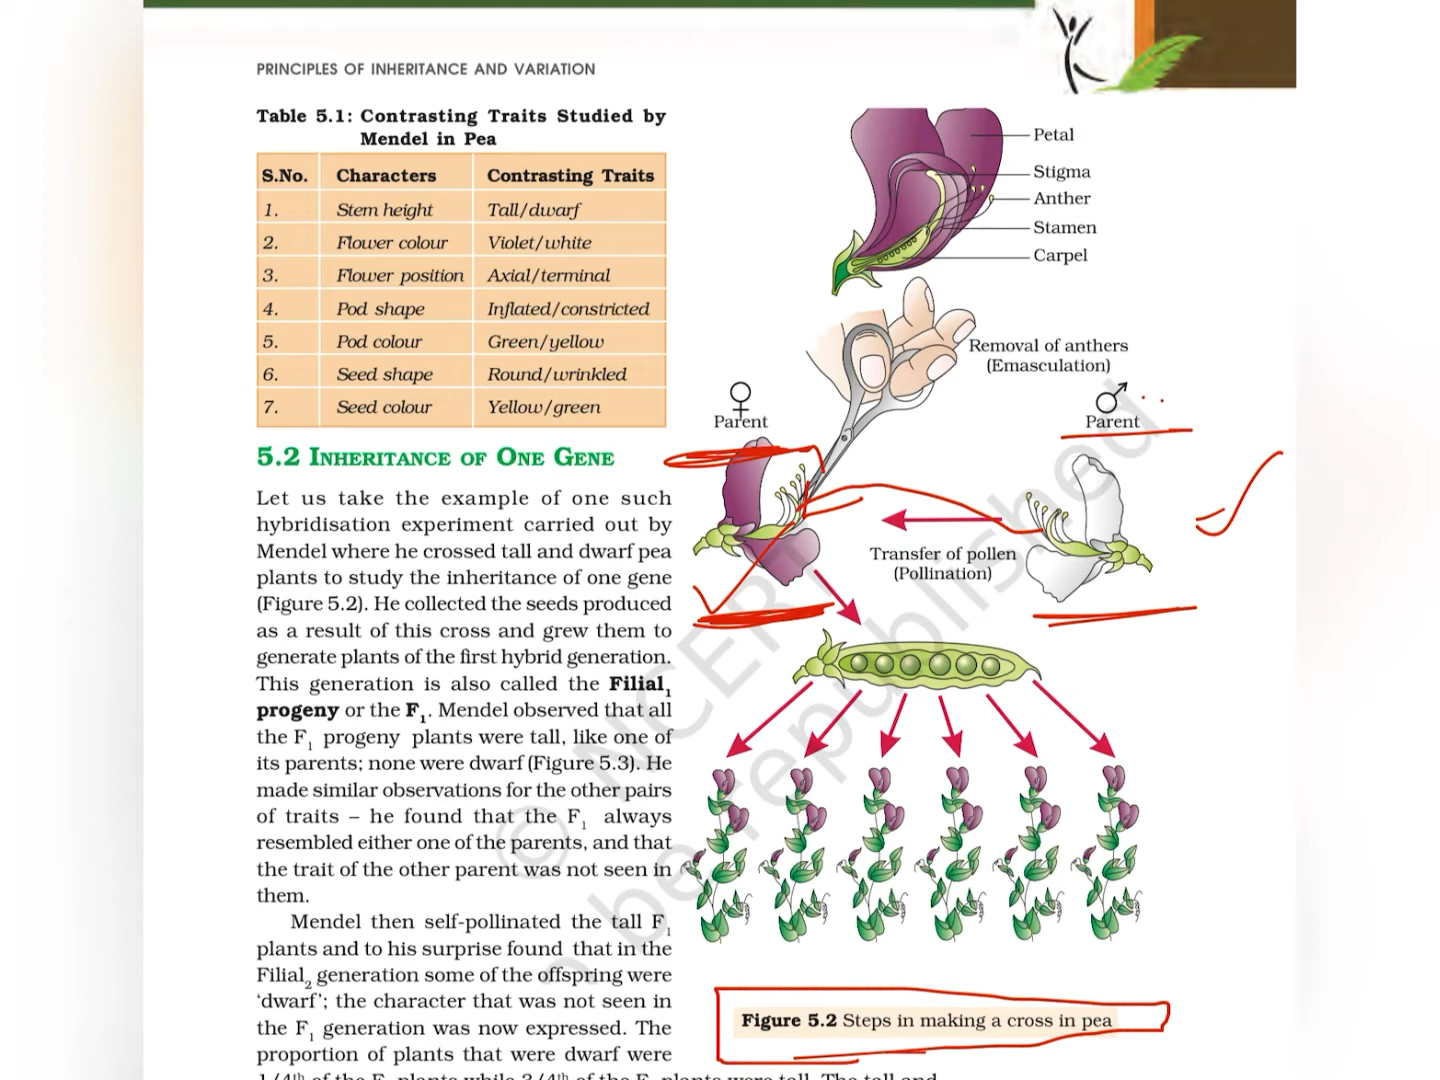 PRINCIPLES OF INHERITANCE AND VARIATION
Table 5.1: Contrasting Traits Studied by
Mendel in Pea
S.No. Characters Contrasting Traits
1. Stem height Tall/dwarf
2. Flower colour Violet/white
3. Flower position Axial/terminal
4. Pod shape Inflated/constricted
5. Pod colour Green/yellow
6. Seed shape Round/wrinkled
7. Seed colour Yellow/green
5.2 INHERITANCE OF ONE GENE
Let us take the example of one such
hybridisation experiment carried out by
Mendel where he crossed tall and dwarf pea
plants to study the inheritance of one gene
(Figure 5.2). He collected the seeds produced
as a result of this cross and grew them to
generate plants of the first hybrid generation.
This generation is also called the Filial1
progeny or the F1. Mendel observed that all
the F1 progeny plants were tall, like one of
its parents; none were dwarf (Figure 5.3). He
made similar observations for the other pairs
of traits – he found that the F1 always
resembled either one of the parents, and that
the trait of the other parent was not seen in
them.
Mendel then self-pollinated the tall F1
plants and to his surprise found that in the
Filial2 generation some of the offspring were
‘dwarf’; the character that was not seen in
the F1 generation was now expressed. The
proportion of plants that were dwarf were
Petal
Stigma
Anther
Stamen
Carpel
Removal of anthers
(Emasculation)
♀
Parent
♂
Parent
Transfer of pollen
(Pollination)
Figure 5.2 Steps in making a cross in pea
© NCERT
be republished